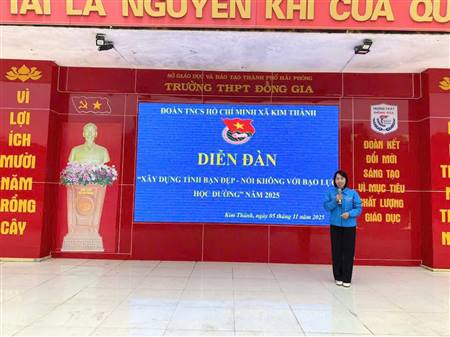 TÀI LÀ NGUYÊN KHÍ CỦA QU
SỞ GIÁO DỤC VÀ ĐÀO TẠO THÀNH PHỐ HẢI PHÒNG
TRƯỜNG THPT ĐỒNG GIA
VÌ
LỢI
ÍCH
MƯỜI
NĂM
TRỒNG
CÂY
ĐOÀN TNCS HỒ CHÍ MINH XÃ KIM THÀNH
DIỄN ĐÀN
"XÂY DỰNG TÌNH BẠN ĐẸP - NÓI KHÔNG VỚI BẠO LỰC
HỌC ĐƯỜNG" NĂM 2025
Kim Thành, ngày 05 tháng 11 năm 2025
ĐOÀN KẾT
ĐỔI MỚI
SÁNG TẠO
VÌ MỤC TIÊU
CHẤT LƯỢNG
GIÁO DỤC